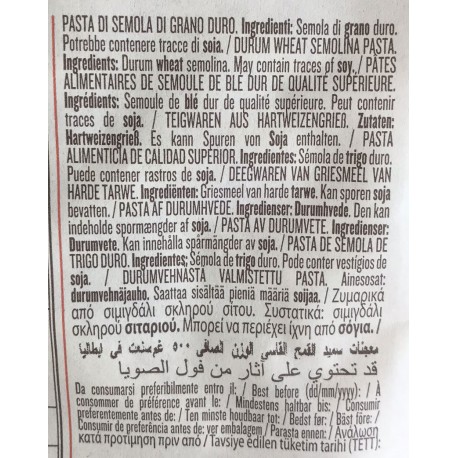 PASTA DI SEMOLA DI GRANO DURO. Ingredienti: Semola di grano duro.
Potrebbe contenere tracce di soia. / DURUM WHEAT SEMOLINA PASTA.
Ingredients: Durum wheat semolina. May contain traces of soy. / PÂTES
ALIMENTAIRES DE SEMOULE DE BLÉ DUR DE QUALITÉ SUPÉRIEURE.
Ingrédients: Semoule de blé dur de qualité supérieure. Peut contenir
traces de soja. / TEIGWAREN AUS HARTWEIZENGRIEß. Zutaten:
Hartweizengrieß. Es kann Spuren von Soja enthalten. / PASTA
ALIMENTICIA DE CALIDAD SUPERIOR. Ingredientes: Sémola de trigo duro.
Puede contener rastros de soja. / DEEGWAREN VAN GRIESMEEL VAN
HARDE TARWE. Ingrediënten: Griesmeel van harde tarwe. Kan sporen soja
bevatten. / PASTA AF DURUMHVEDE. Ingredienser: Durumhvede. Den kan
indeholde spormængder af soja. / PASTA AV DURUMVETE. Ingredienser:
Durumvete. Kan innehålla spårmängder av soja. / PASTA DE SÊMOLA DE
TRIGO DURO. Ingredientes; Sêmola de trigo duro. Pode conter vestígios de
soja. / DURUMVEHNÄSTÄ VALMISTETTU PASTA. Ainesosat:
durumvehnäjauho. Saattaa sisältää pieniä määriä soijaa. / Ζυμαρικά
από σιμιγδάλι σκληρού σίτου. Συστατικά: σιμιγδάλι
σκληρού σιταριού. Μπορεί να περιέχει ίχνη από σόγια. /
معجنات سميد القمح القاسي الوزن الصافي ٥٠٠ غم صنعت في ايطاليا
قد تحتوي على آثار من فول الصويا
Da consumarsi preferibilmente entro il: / Best before (dd/mm/yyyy): / À
consommer de préférence avant le: / Mindestens haltbar bis: / Consumir
preferentemente antes de: / Ten minste houdbaar tot: / Bedst før: / Bäst före: /
Consumir de preferência antes de: ver embalagem / Parasta ennen: / Ανάλωση
κατά προτίμηση πριν από / Tavsiye edilen tüketim tarihi (TETT):